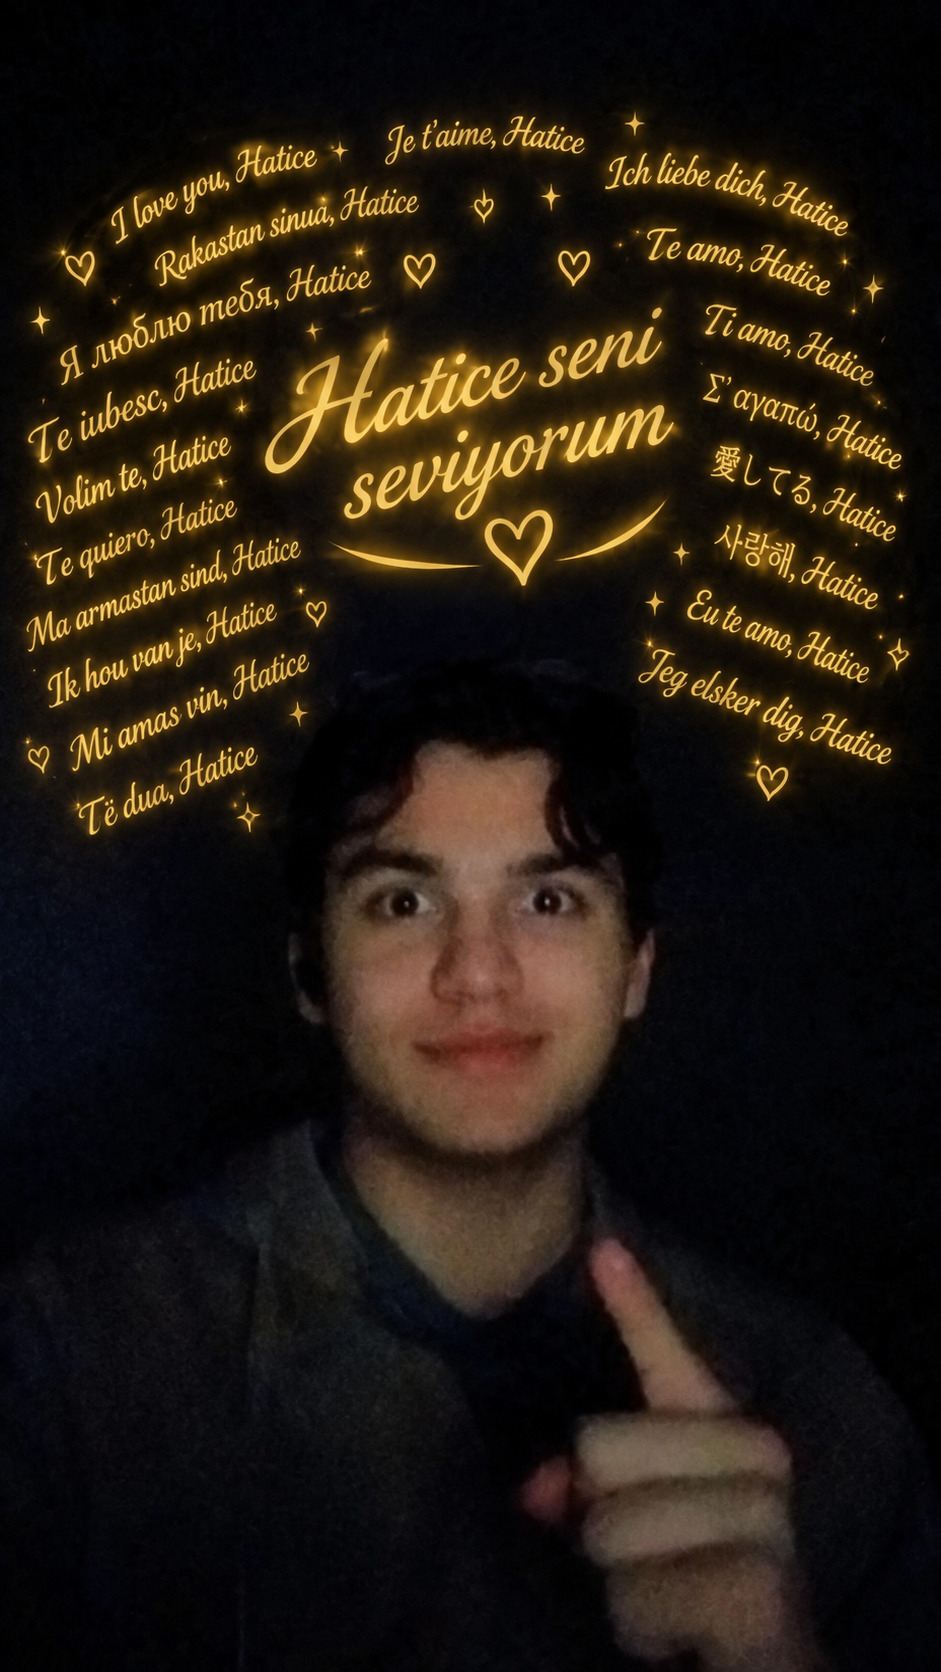 Je t'aime, Hatice
I love you, Hatice
Ich liebe dich, Hatice
Rakastan sinua, Hatice
Te amo, Hatice
Я люблю тебя, Hatice
Ti amo, Hatice
Te iubesc, Hatice
Σ' αγαπώ, Hatice
Hatice seni
seviyorum
Volim te, Hatice
愛してる, Hatice
Te quiero, Hatice
사랑해, Hatice
Ma armastan sind, Hatice
Eu te amo, Hatice
Ik hou van je, Hatice
Jeg elsker dig, Hatice
Mi amas vin, Hatice
Të dua, Hatice